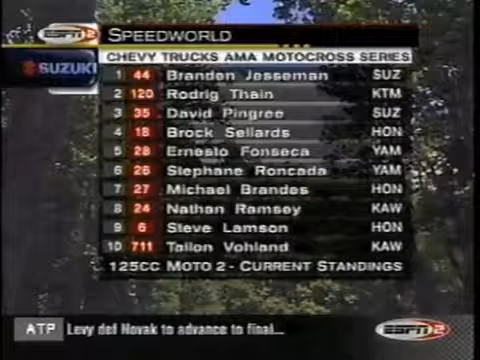 ESPN2 SPEEDWORLD
CHEVY TRUCKS AMA MOTOCROSS SERIES
SUZUKI
1 44 Branden Jesseman SUZ
2 120 Rodrig Thain KTM
3 35 David Pingree SUZ
4 18 Brock Sellards HON
5 28 Ernesto Fonseca YAM
6 26 Stephane Roncada YAM
7 27 Michael Brandes HON
8 24 Nathan Ramsey KAW
9 6 Steve Lamson HON
10 711 Tallon Vohland KAW
125CC MOTO 2 - CURRENT STANDINGS
ATP Levy def Novak to advance to final... ESPN2